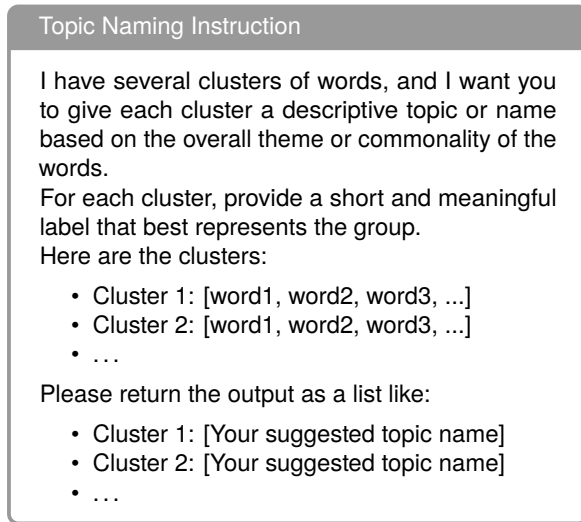 Topic Naming Instruction
I have several clusters of words, and I want you
to give each cluster a descriptive topic or name
based on the overall theme or commonality of the
words.
For each cluster, provide a short and meaningful
label that best represents the group.
Here are the clusters:
• Cluster 1: [word1, word2, word3, ...]
• Cluster 2: [word1, word2, word3, ...]
• . . .
Please return the output as a list like:
• Cluster 1: [Your suggested topic name]
• Cluster 2: [Your suggested topic name]
• . . .